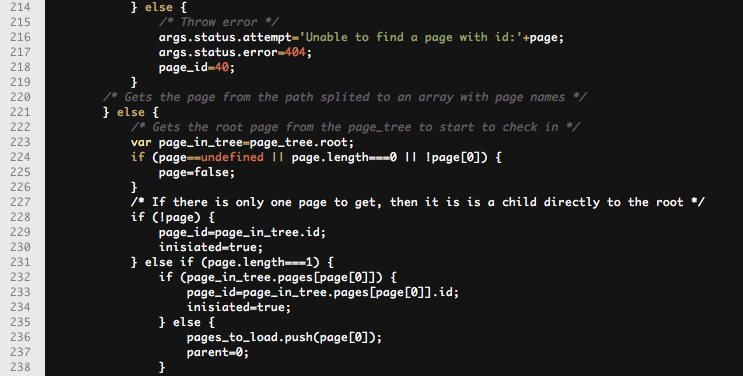 214 } else {
215 /* Throw error */
216 args.status.attempt='Unable to find a page with id:'+page;
217 args.status.error=404;
218 page_id=40;
219 }
220 /* Gets the page from the path splited to an array with page names */
221 } else {
222 /* Gets the root page from the page_tree to start to check in */
223 var page_in_tree=page_tree.root;
224 if (page==undefined || page.length===0 || !page[0]) {
225 page=false;
226 }
227 /* If there is only one page to get, then it is is a child directly to the root */
228 if (!page) {
229 page_id=page_in_tree.id;
230 inisiated=true;
231 } else if (page.length===1) {
232 if (page_in_tree.pages[page[0]]) {
233 page_id=page_in_tree.pages[page[0]].id;
234 inisiated=true;
235 } else {
236 pages_to_load.push(page[0]);
237 parent=0;
238 }